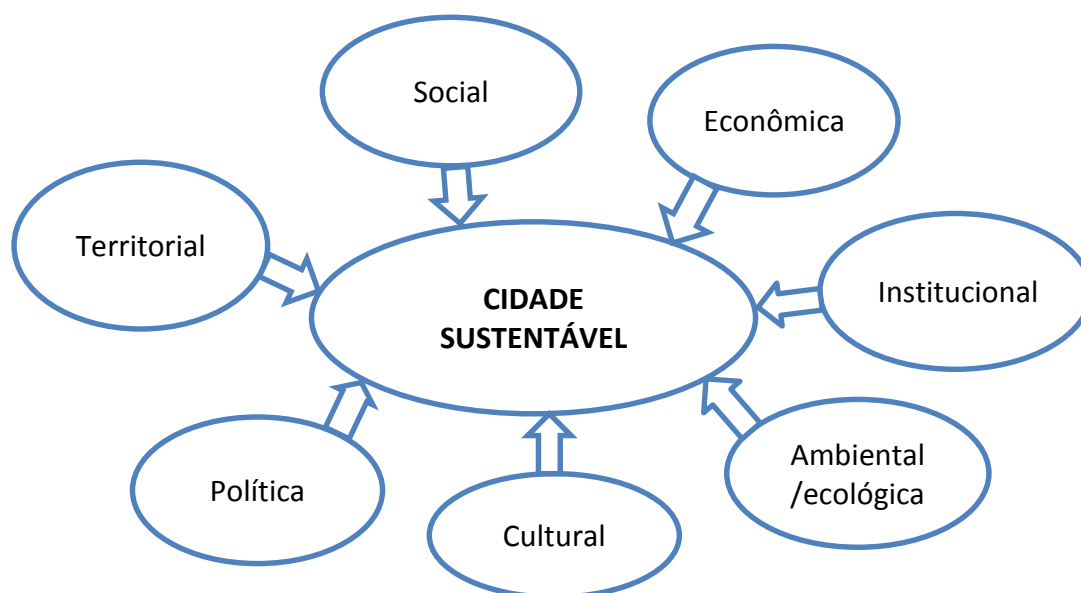 Social
Econômica
Territorial
Institucional
CIDADE
SUSTENTÁVEL
Ambiental
/ecológica
Política
Cultural